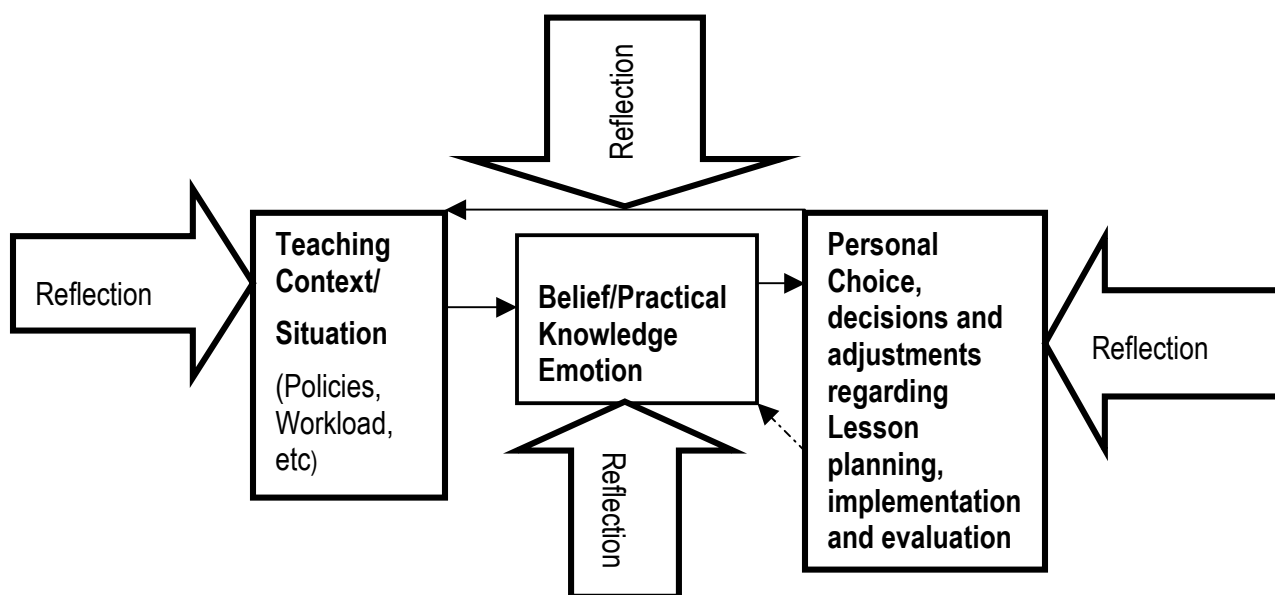 Reflection
Reflection
Teaching
Context/
Situation
(Policies,
Workload,
etc)
Belief/Practical
Knowledge
Emotion
Reflection
Personal
Choice,
decisions and
adjustments
regarding
Lesson
planning,
implementation
and evaluation
Reflection